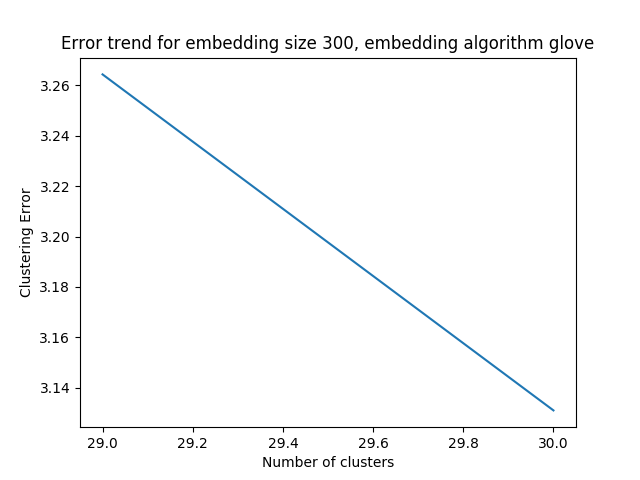 Error trend for embedding size 300, embedding algorithm glove
3.26
3.24
3.22
3.20
3.18
3.16
3.14
Clustering Error
29.0 29.2 29.4 29.6 29.8 30.0
Number of clusters